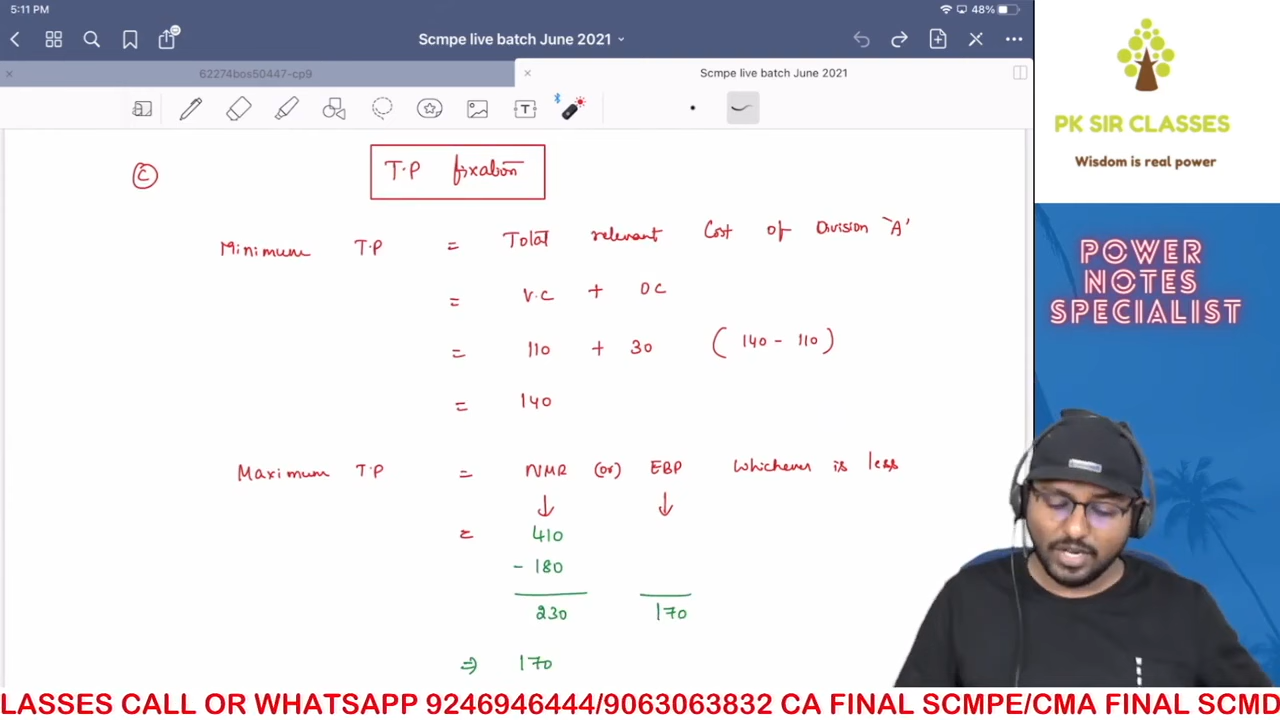 5:11 PM
48%
Scmpe live batch June 2021
62274bos50447-cp9
Scmpe live batch June 2021
T
PK SIR CLASSES
Wisdom is real power
POWER
NOTES
SPECIALIST
C
T.P fixation
Minimum T.P = Total relevant Cost of Division 'A'
= V.C + OC
= 110 + 30 (140 - 110)
= 140
Maximum T.P = NMR (or) EBP whichever is less
↓ ↓
= 410
- 180
230 170
⇒ 170
LASSES CALL OR WHATSAPP 9246946444/9063063832 CA FINAL SCMPE/CMA FINAL SCMD